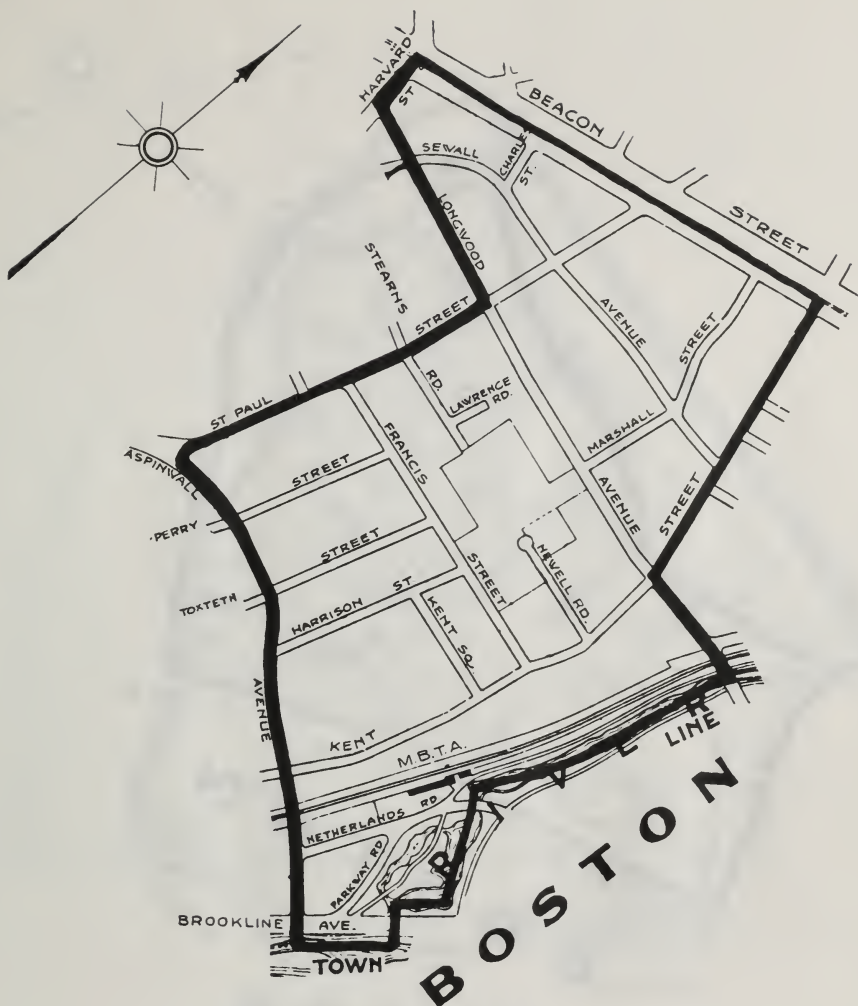 HARVARD
ST
BEACON
STREET
SEWALL
CHARLES
ST.
LONGWOOD
STEARNS
STREET
AVENUE
STREET
RD.
LAWRENCE
RD.
ST PAUL
MARSHALL
FRANCIS
ASPINWALL
STREET
AVENUE
STREET
PERRY
STREET
STREET
NEWELL RD.
TOXTETH
HARRISON ST
KENT SQ
AVENUE
KENT
M.B.T.A.
RIVER
LINE
NETHERLANDS RD
PARKWAY RD
BOSTON
BROOKLINE AVE.
TOWN